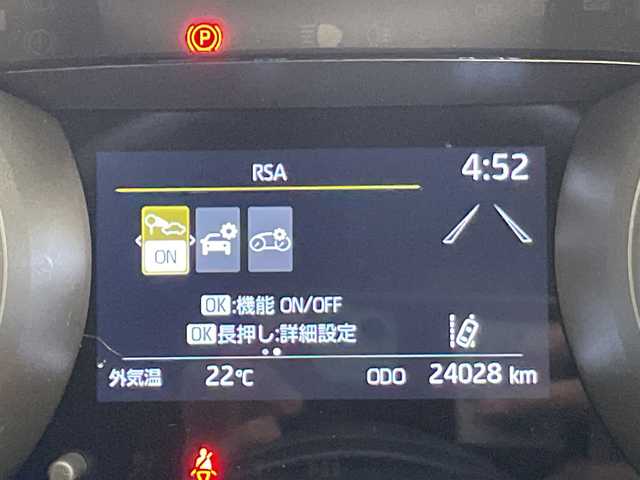 P
RSA
4:52
ON
OK:機能 ON/OFF
OK長押し:詳細設定
外気温 22℃ ODO 24028 km